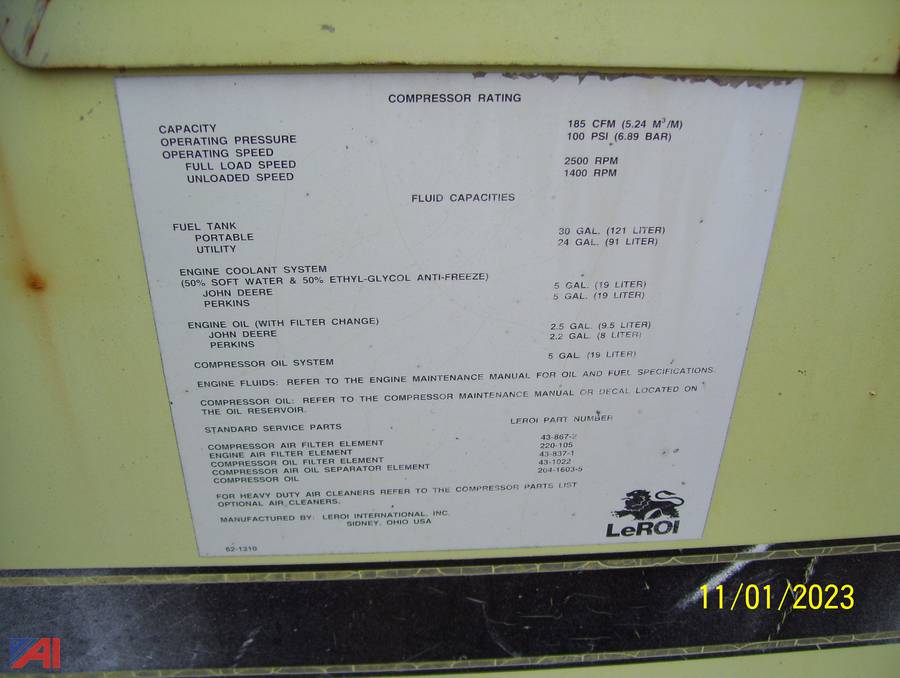 COMPRESSOR RATING
CAPACITY 185 CFM (5.24 M³/M)
OPERATING PRESSURE 100 PSI (6.89 BAR)
OPERATING SPEED
FULL LOAD SPEED 2500 RPM
UNLOADED SPEED 1400 RPM
FLUID CAPACITIES
FUEL TANK
PORTABLE 30 GAL. (121 LITER)
UTILITY 24 GAL. (91 LITER)
ENGINE COOLANT SYSTEM
(50% SOFT WATER & 50% ETHYL-GLYCOL ANTI-FREEZE)
JOHN DEERE 5 GAL. (19 LITER)
PERKINS 5 GAL. (19 LITER)
ENGINE OIL (WITH FILTER CHANGE)
JOHN DEERE 2.5 GAL. (9.5 LITER)
PERKINS 2.2 GAL. (8 LITER)
COMPRESSOR OIL SYSTEM 5 GAL. (19 LITER)
ENGINE FLUIDS: REFER TO THE ENGINE MAINTENANCE MANUAL FOR OIL AND FUEL SPECIFICATIONS.
COMPRESSOR OIL: REFER TO THE COMPRESSOR MAINTENANCE MANUAL OR DECAL LOCATED ON
THE OIL RESERVOIR.
STANDARD SERVICE PARTS LEROI PART NUMBER
COMPRESSOR AIR FILTER ELEMENT 43-867-2
ENGINE AIR FILTER ELEMENT 220-105
COMPRESSOR OIL FILTER ELEMENT 43-837-1
COMPRESSOR AIR OIL SEPARATOR ELEMENT 43-1022
COMPRESSOR OIL 204-1603-5
FOR HEAVY DUTY AIR CLEANERS REFER TO THE COMPRESSOR PARTS LIST
OPTIONAL AIR CLEANERS.
MANUFACTURED BY: LEROI INTERNATIONAL, INC.
SIDNEY, OHIO USA
LeROI
62-1310
11/01/2023
AI